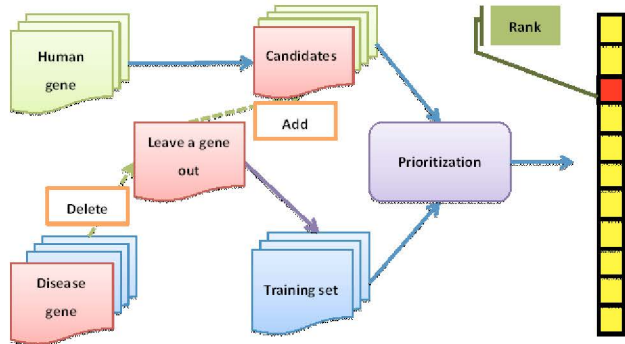 Human
gene
Candidates
Rank
Add
Leave a gene
out
Prioritization
Delete
Disease
gene
Training set